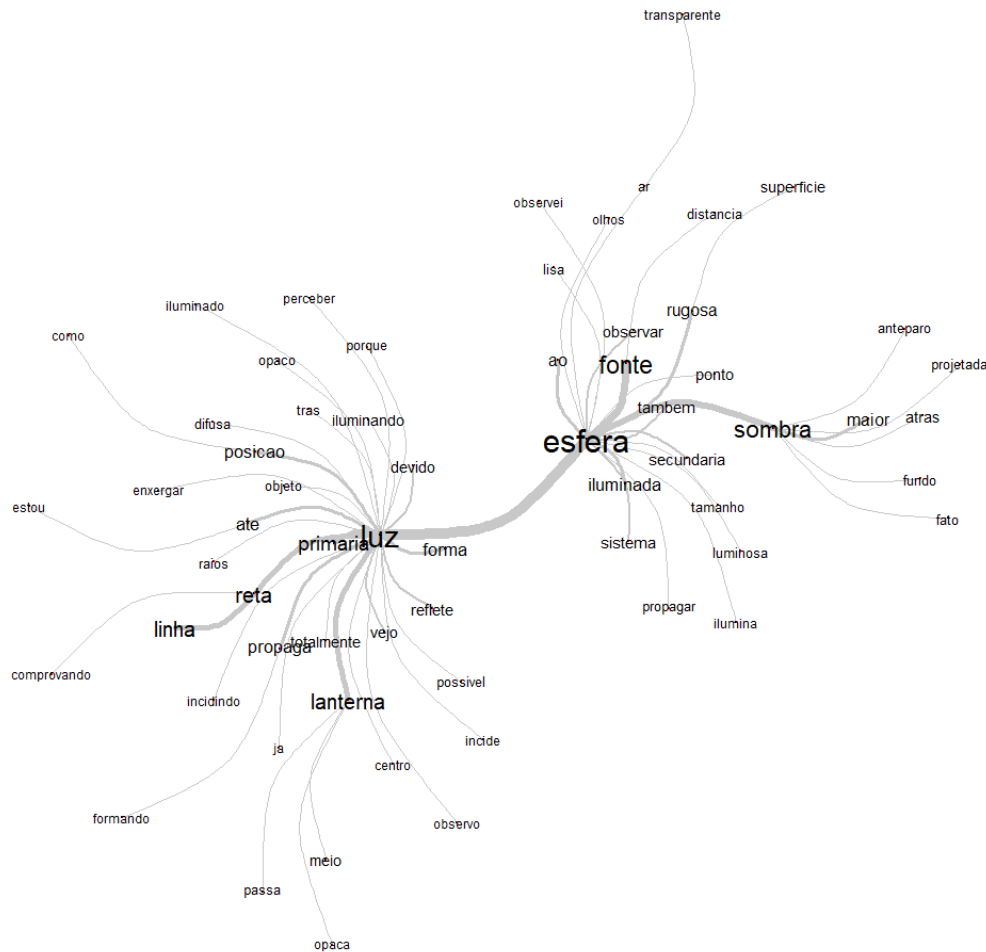 transparente
ar
superficie
observei
olhos
distancia
lisa
perceber
iluminado
rugosa
anteparo
observar
como
porque
opaco
ao
fonte
projetada
ponto
tras
tambem
difusa
iluminando
maior
atras
sombra
esfera
posicao
devido
secundaria
enxergar
objeto
iluminada
furido
estou
tamanho
ate
fato
primaria
luz
forma
sistema
luminosa
raios
reta
reflete
propagar
ilumina
linha
vejo
propaga
totalmente
comprovando
possivel
incidindo
lanterna
incide
ja
centro
formando
observo
meio
passa
opaca